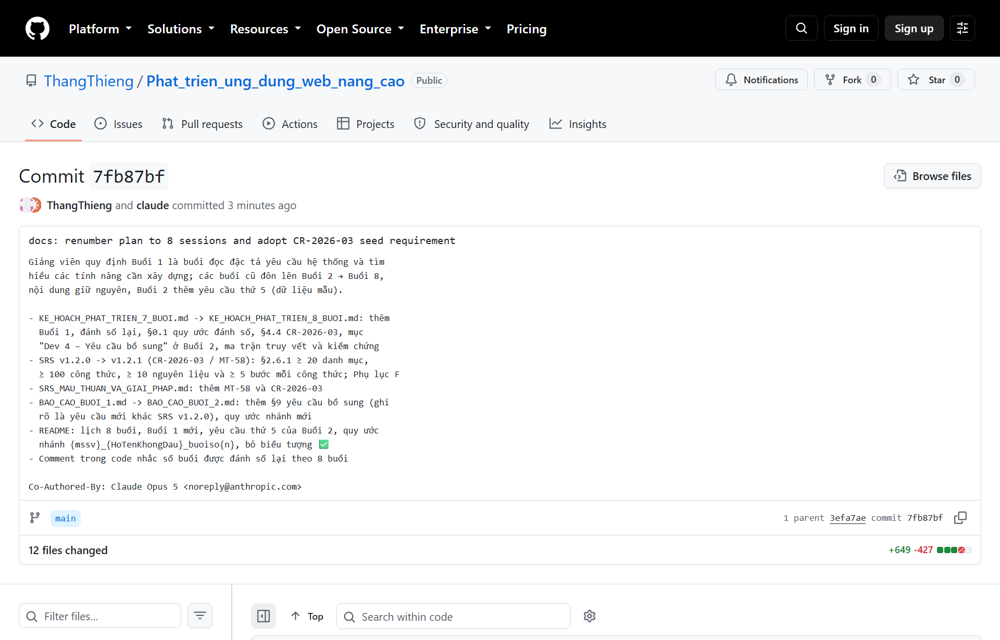 Platform
Solutions
Resources
Open Source
Enterprise
Pricing
Sign in
Sign up
ThangThieng / Phat_trien_ung_dung_web_nang_cao
Public
Notifications
Fork 0
Star 0
Code
Issues
Pull requests
Actions
Projects
Security and quality
Insights
Commit 7fb87bf
Browse files
ThangThieng and claude committed 3 minutes ago
docs: renumber plan to 8 sessions and adopt CR-2026-03 seed requirement
Giảng viên quy định Buổi 1 là buổi đọc đặc tả yêu cầu hệ thống và tìm
hiểu các tính năng cần xây dựng; các buổi cũ đôn lên Buổi 2 → Buổi 8,
nội dung giữ nguyên, Buổi 2 thêm yêu cầu thứ 5 (dữ liệu mẫu).
- KE_HOACH_PHAT_TRIEN_7_BUOI.md -> KE_HOACH_PHAT_TRIEN_8_BUOI.md: thêm
Buổi 1, đánh số lại, §0.1 quy ước đánh số, §4.4 CR-2026-03, mục
"Dev 4 – Yêu cầu bổ sung" ở Buổi 2, ma trận truy vết và kiểm chứng
- SRS v1.2.0 -> v1.2.1 (CR-2026-03 / MT-58): §2.6.1 ≥ 20 danh mục,
≥ 100 công thức, ≥ 10 nguyên liệu và ≥ 5 bước mỗi công thức; Phụ lục F
- SRS_MAU_THUAN_VA_GIAI_PHAP.md: thêm MT-58 và CR-2026-03
- BAO_CAO_BUOI_1.md -> BAO_CAO_BUOI_2.md: thêm §9 yêu cầu bổ sung (ghi
rõ là yêu cầu mới khác SRS v1.2.0), quy ước nhánh mới
- README: lịch 8 buổi, Buổi 1 mới, yêu cầu thứ 5 của Buổi 2, quy ước
nhánh {mssv}_{HoTenKhongDau}_buoiso{n}, bỏ biểu tượng ✅
- Comment trong code nhắc số buổi được đánh số lại theo 8 buổi
Co-Authored-By: Claude Opus 5 <noreply@anthropic.com>
main
1 parent 3efa7ae commit 7fb87bf
12 files changed
+649 -427
Filter files...
Top
Search within code